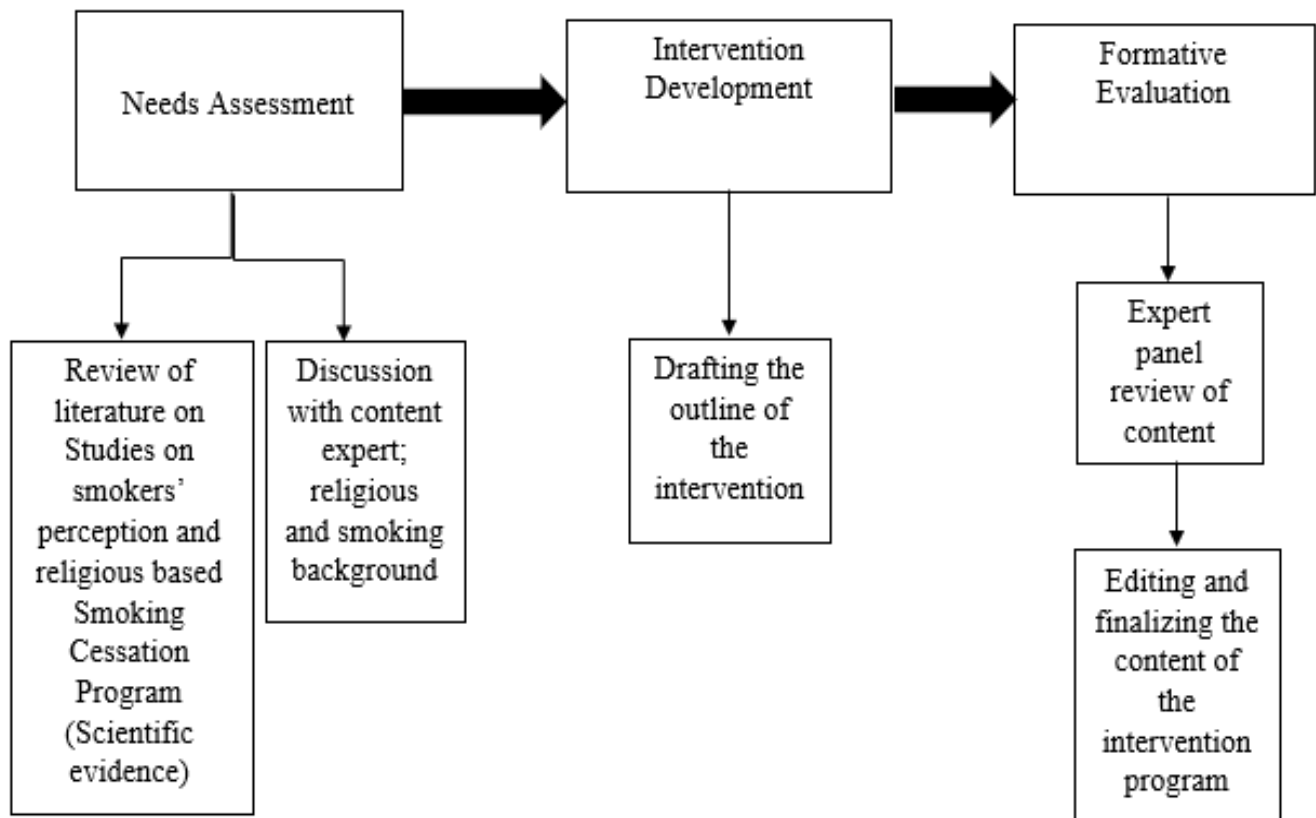 Needs Assessment
Intervention
Development
Formative
Evaluation
Review of
literature on
Studies on
smokers’
perception and
religious based
Smoking
Cessation
Program
(Scientific
evidence)
Discussion
with content
expert;
religious
and smoking
background
Drafting the
outline of
the
intervention
Expert
panel
review of
content
Editing and
finalizing the
content of
the
intervention
program